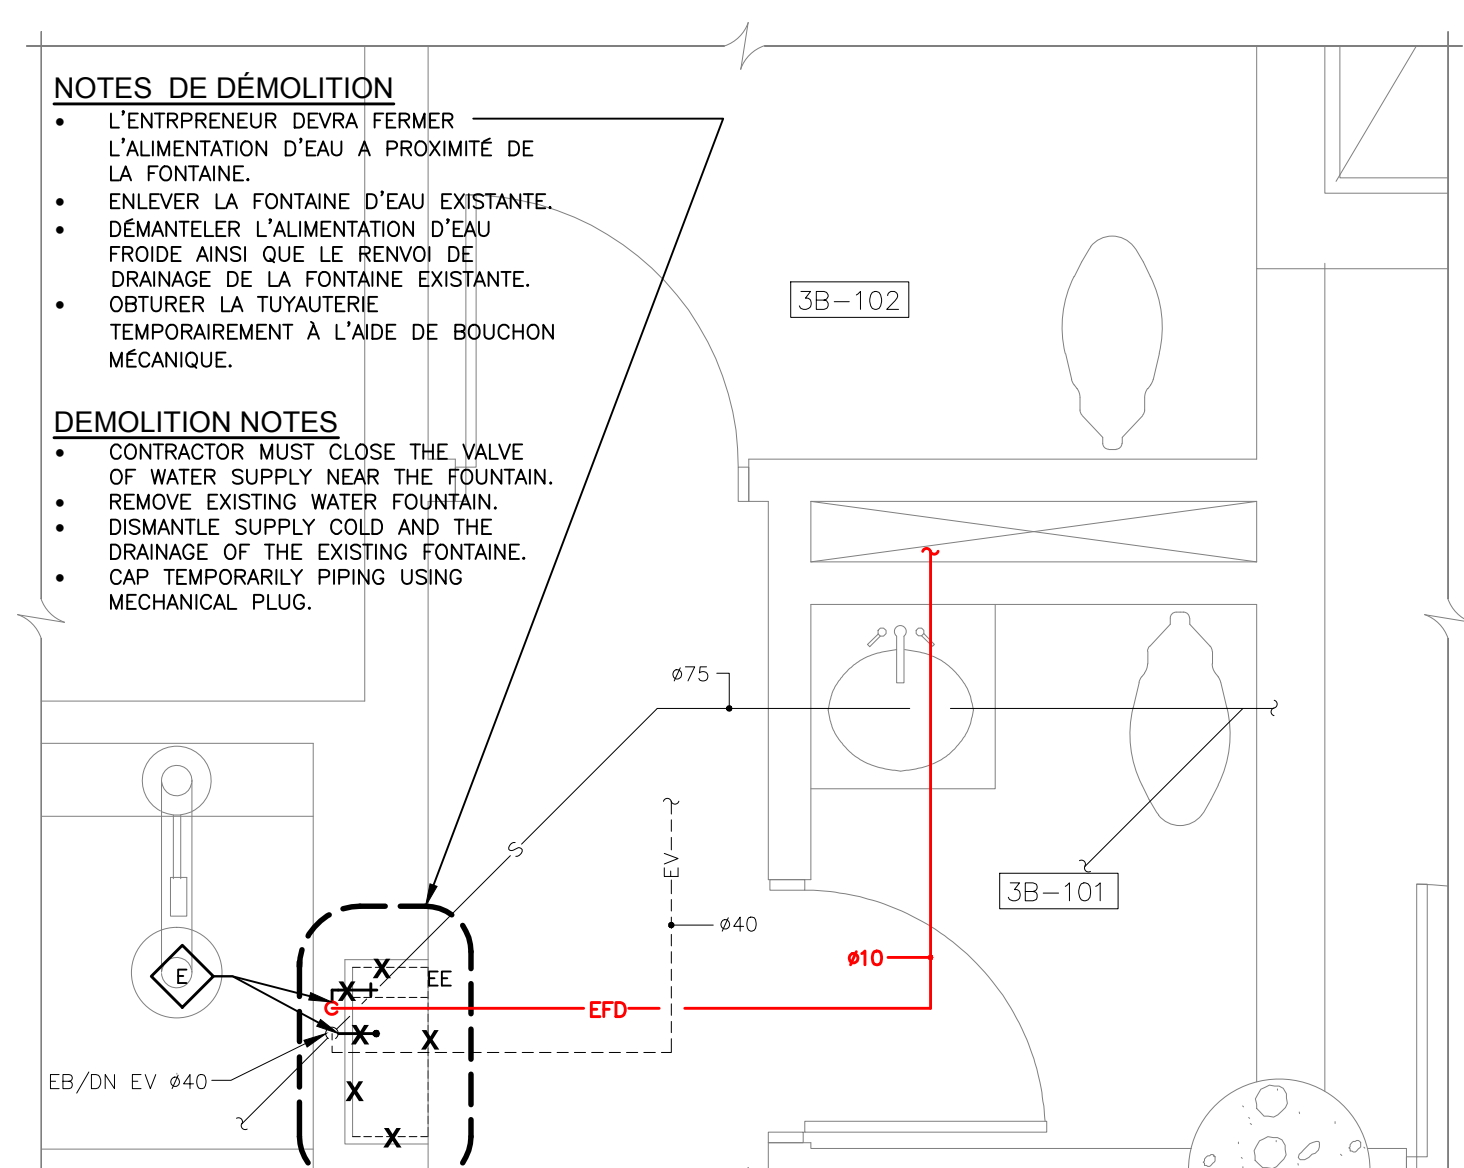 NOTES DE DÉMOLITION
• L'ENTRPRENEUR DEVRA FERMER
L'ALIMENTATION D'EAU A PROXIMITÉ DE
LA FONTAINE.
• ENLEVER LA FONTAINE D'EAU EXISTANTE.
• DÉMANTELER L'ALIMENTATION D'EAU
FROIDE AINSI QUE LE RENVOI DE
DRAINAGE DE LA FONTAINE EXISTANTE.
• OBTURER LA TUYAUTERIE
TEMPORAIREMENT À L'AIDE DE BOUCHON
MÉCANIQUE.
DEMOLITION NOTES
• CONTRACTOR MUST CLOSE THE VALVE
OF WATER SUPPLY NEAR THE FOUNTAIN.
• REMOVE EXISTING WATER FOUNTAIN.
• DISMANTLE SUPPLY COLD AND THE
DRAINAGE OF THE EXISTING FONTAINE.
• CAP TEMPORARILY PIPING USING
MECHANICAL PLUG.
3B-102
ø75
S
EV
3B-101
ø40
ø10
E
EE
EFD
EB/DN EV ø40
X
X
X
X
X
X